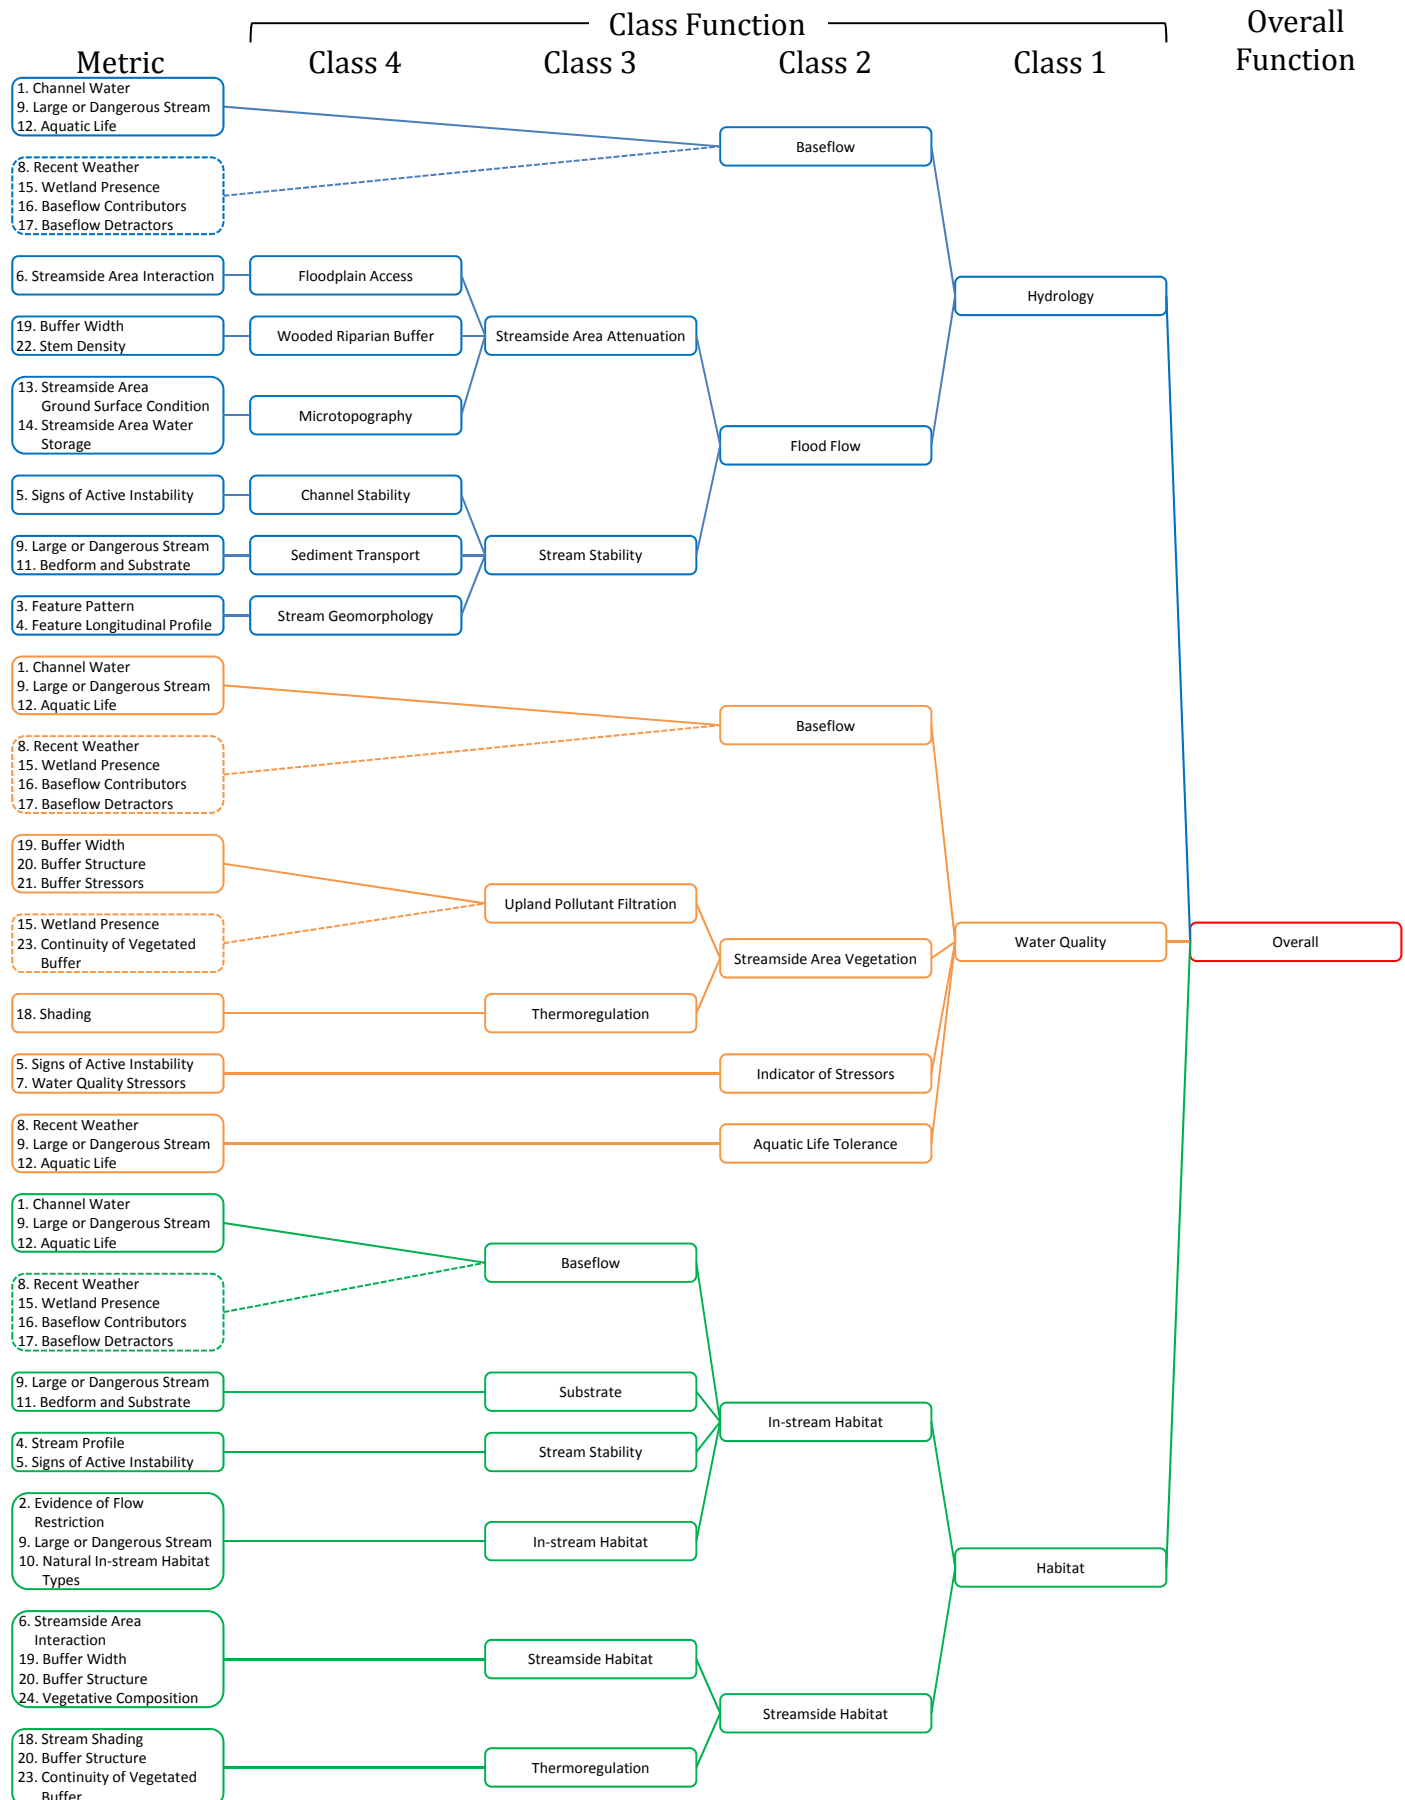 Class Function
Overall
Function
Metric
Class 4
Class 3
Class 2
Class 1
1. Channel Water
9. Large or Dangerous Stream
12. Aquatic Life
Baseflow
8. Recent Weather
15. Wetland Presence
16. Baseflow Contributors
17. Baseflow Detractors
6. Streamside Area Interaction
Floodplain Access
Hydrology
19. Buffer Width
22. Stem Density
Wooded Riparian Buffer
Streamside Area Attenuation
13. Streamside Area
Ground Surface Condition
14. Streamside Area Water
Storage
Microtopography
Flood Flow
5. Signs of Active Instability
Channel Stability
9. Large or Dangerous Stream
11. Bedform and Substrate
Sediment Transport
Stream Stability
3. Feature Pattern
4. Feature Longitudinal Profile
Stream Geomorphology
1. Channel Water
9. Large or Dangerous Stream
12. Aquatic Life
Baseflow
8. Recent Weather
15. Wetland Presence
16. Baseflow Contributors
17. Baseflow Detractors
19. Buffer Width
20. Buffer Structure
21. Buffer Stressors
Upland Pollutant Filtration
15. Wetland Presence
23. Continuity of Vegetated
Buffer
Streamside Area Vegetation
Water Quality
Overall
18. Shading
Thermoregulation
5. Signs of Active Instability
7. Water Quality Stressors
Indicator of Stressors
8. Recent Weather
9. Large or Dangerous Stream
12. Aquatic Life
Aquatic Life Tolerance
1. Channel Water
9. Large or Dangerous Stream
12. Aquatic Life
Baseflow
8. Recent Weather
15. Wetland Presence
16. Baseflow Contributors
17. Baseflow Detractors
9. Large or Dangerous Stream
11. Bedform and Substrate
Substrate
In-stream Habitat
4. Stream Profile
5. Signs of Active Instability
Stream Stability
2. Evidence of Flow
Restriction
9. Large or Dangerous Stream
10. Natural In-stream Habitat
Types
In-stream Habitat
Habitat
6. Streamside Area
Interaction
19. Buffer Width
20. Buffer Structure
24. Vegetative Composition
Streamside Habitat
Streamside Habitat
18. Stream Shading
20. Buffer Structure
23. Continuity of Vegetated
Buffer
Thermoregulation